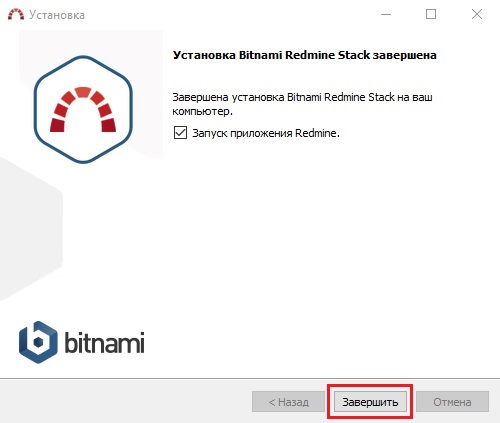 Установка
Установка Bitnami Redmine Stack завершена
Завершена установка Bitnami Redmine Stack на ваш
компьютер.
Запуск приложения Redmine.
bitnami
< Назад
Завершить
Отмена